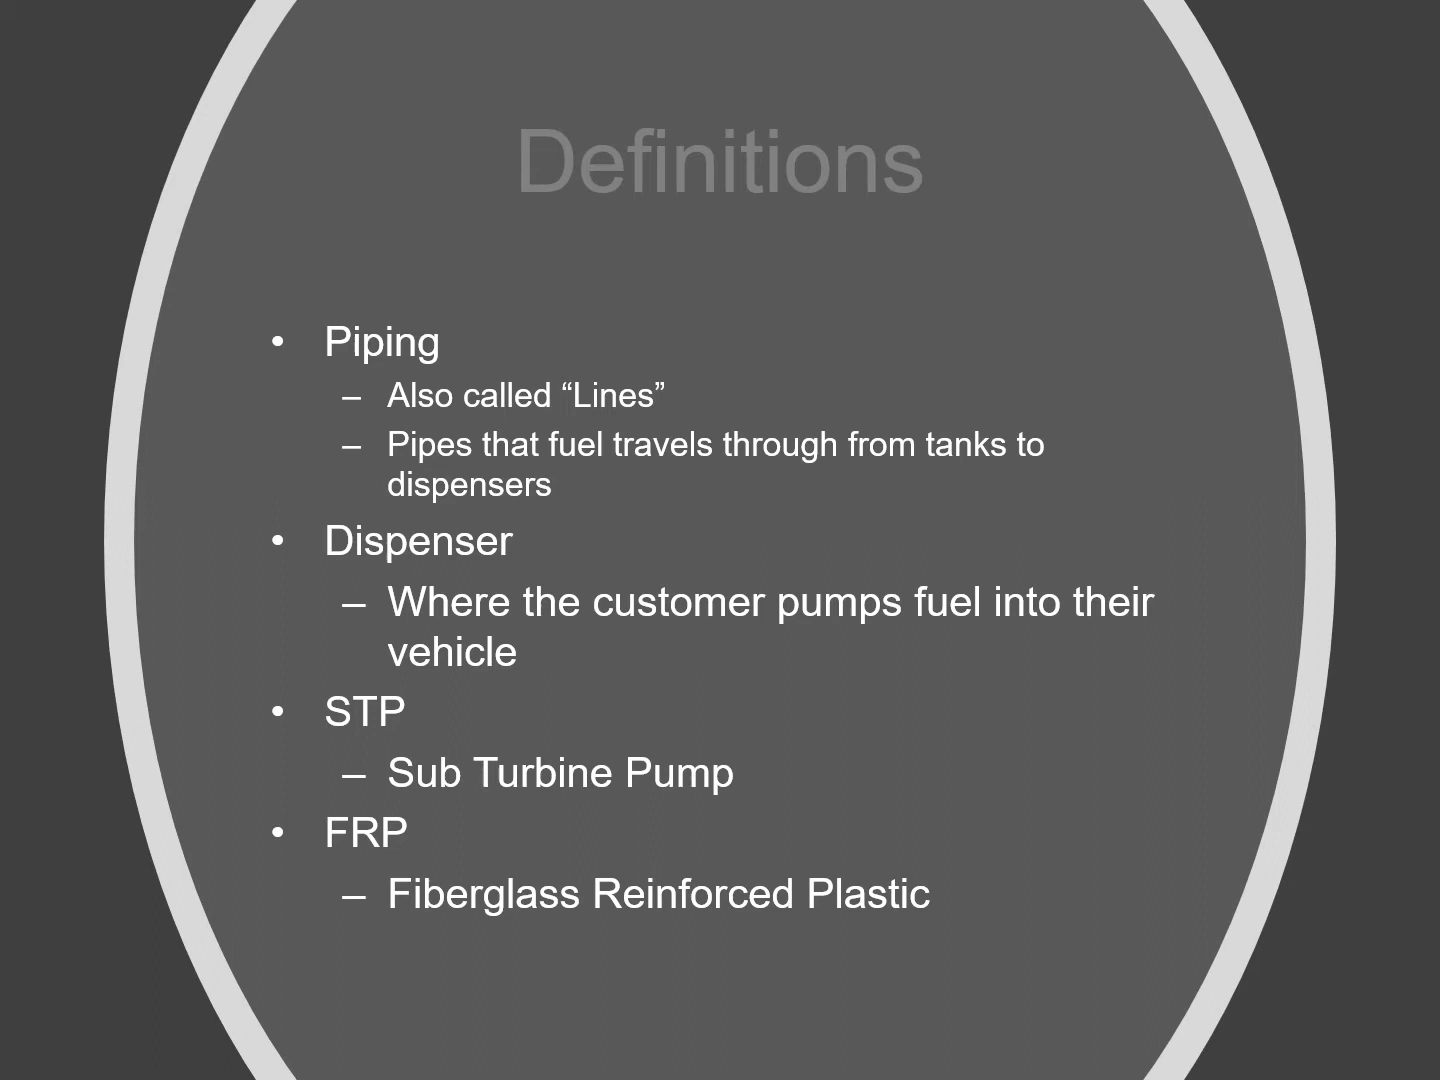 Definitions
• Piping
– Also called “Lines”
– Pipes that fuel travels through from tanks to
dispensers
• Dispenser
– Where the customer pumps fuel into their
vehicle
• STP
– Sub Turbine Pump
• FRP
– Fiberglass Reinforced Plastic